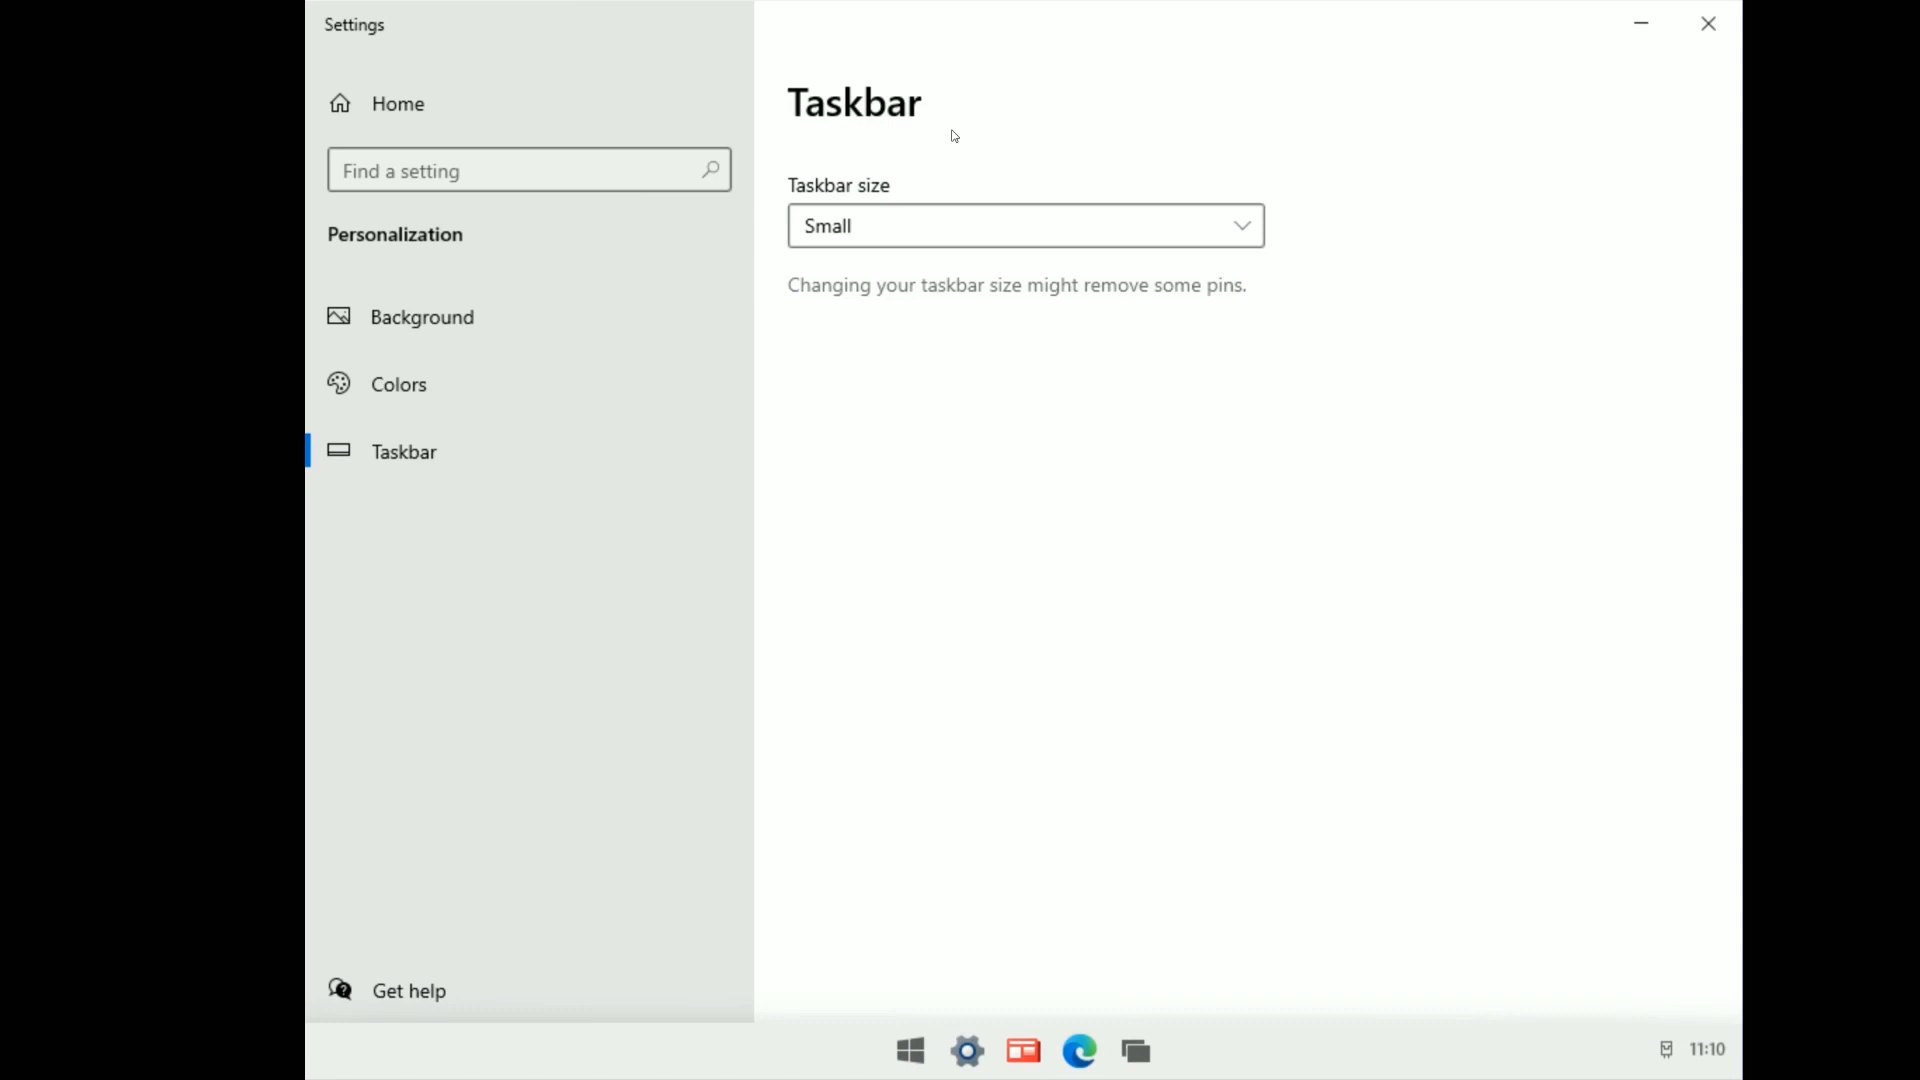 Settings
Home
Find a setting
Personalization
Background
Colors
Taskbar
Get help
Taskbar
Taskbar size
Small
Changing your taskbar size might remove some pins.
11:10